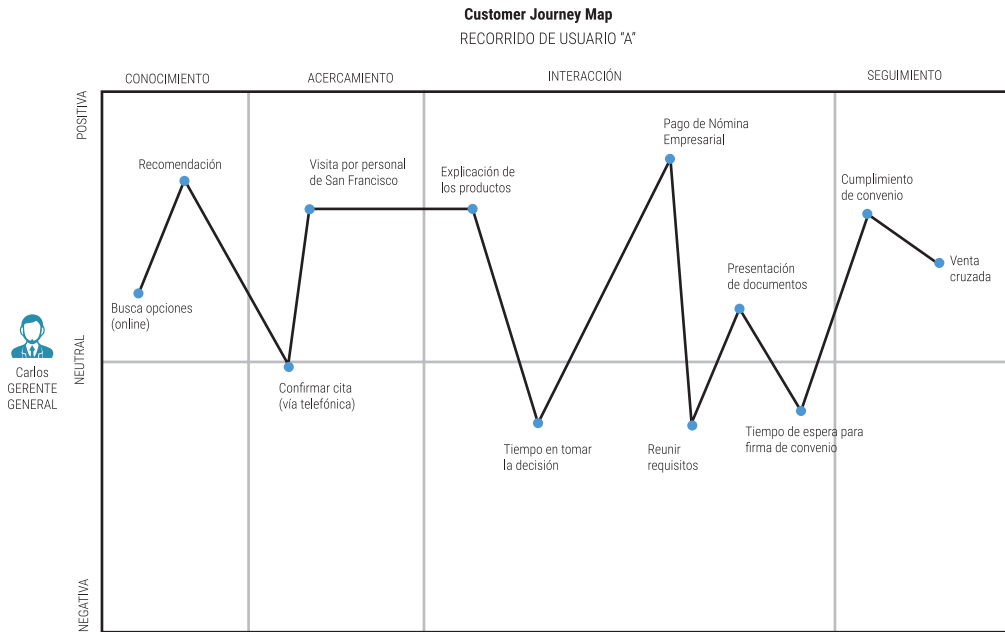 Customer Journey Map
RECORRIDO DE USUARIO “A”
CONOCIMIENTO
ACERCAMIENTO
INTERACCIÓN
SEGUIMIENTO
POSITIVA
NEUTRAL
NEGATIVA
Carlos
GERENTE
GENERAL
Busca opciones
(online)
Recomendación
Confirmar cita
(vía telefónica)
Visita por personal
de San Francisco
Explicación de
los productos
Tiempo en tomar
la decisión
Pago de Nómina
Empresarial
Reunir
requisitos
Presentación
de documentos
Tiempo de espera para
firma de convenio
Cumplimiento
de convenio
Venta
cruzada